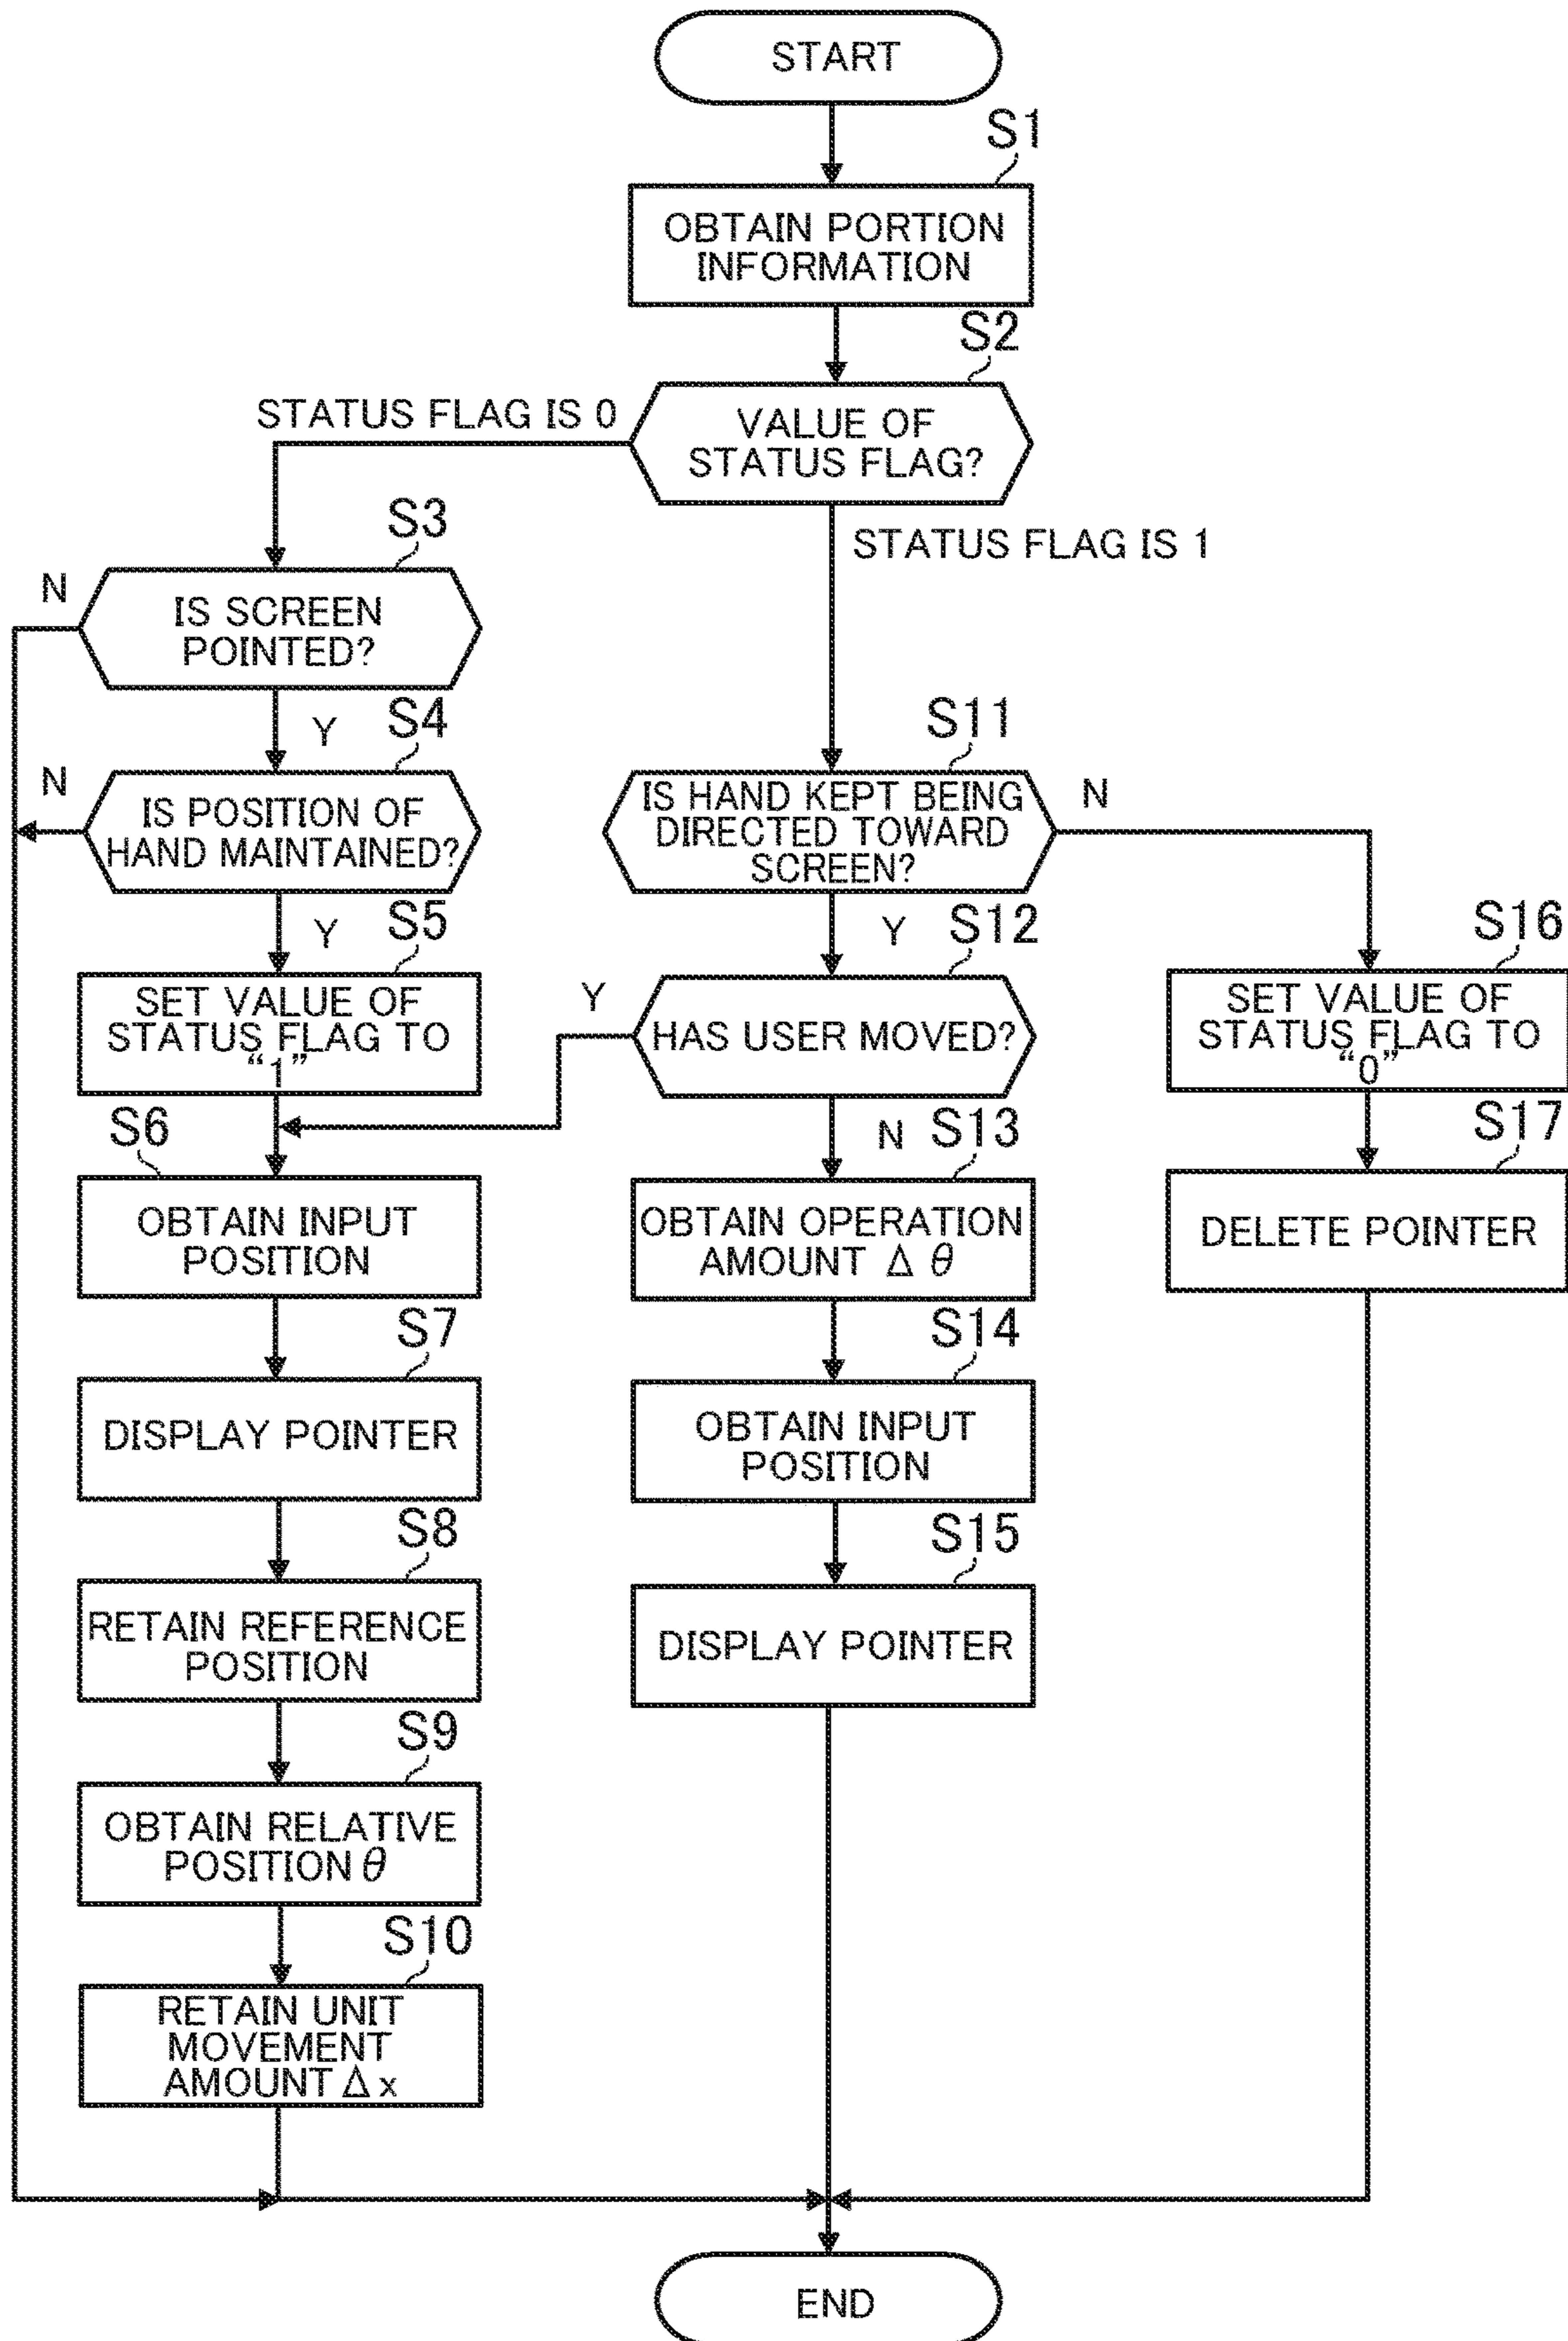 START
S1
OBTAIN PORTION
INFORMATION
S2
VALUE OF
STATUS FLAG?
STATUS FLAG IS 0
STATUS FLAG IS 1
S3
N
IS SCREEN
POINTED?
Y
S4
N
IS POSITION OF
HAND MAINTAINED?
Y
S5
SET VALUE OF
STATUS FLAG TO
“1”
S6
OBTAIN INPUT
POSITION
S7
DISPLAY POINTER
S8
RETAIN REFERENCE
POSITION
S9
OBTAIN RELATIVE
POSITION θ
S10
RETAIN UNIT
MOVEMENT
AMOUNT Δx
S11
IS HAND KEPT BEING
DIRECTED TOWARD
SCREEN?
N
Y
S12
Y
HAS USER MOVED?
N
S13
OBTAIN OPERATION
AMOUNT Δ θ
S14
OBTAIN INPUT
POSITION
S15
DISPLAY POINTER
S16
SET VALUE OF
STATUS FLAG TO
“0”
S17
DELETE POINTER
END